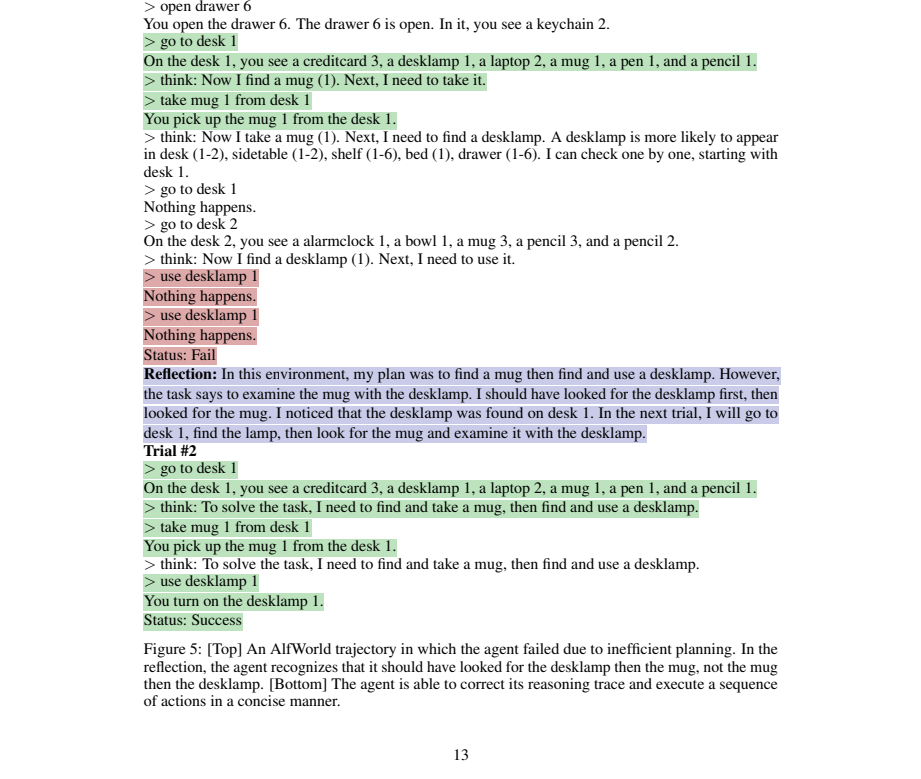 > open drawer 6
You open the drawer 6. The drawer 6 is open. In it, you see a keychain 2.
> go to desk 1
On the desk 1, you see a creditcard 3, a desklamp 1, a laptop 2, a mug 1, a pen 1, and a pencil 1.
> think: Now I find a mug (1). Next, I need to take it.
> take mug 1 from desk 1
You pick up the mug 1 from the desk 1.
> think: Now I take a mug (1). Next, I need to find a desklamp. A desklamp is more likely to appear
in desk (1-2), sidetable (1-2), shelf (1-6), bed (1), drawer (1-6). I can check one by one, starting with
desk 1.
> go to desk 1
Nothing happens.
> go to desk 2
On the desk 2, you see a alarmclock 1, a bowl 1, a mug 3, a pencil 3, and a pencil 2.
> think: Now I find a desklamp (1). Next, I need to use it.
> use desklamp 1
Nothing happens.
> use desklamp 1
Nothing happens.
Status: Fail
Reflection: In this environment, my plan was to find a mug then find and use a desklamp. However,
the task says to examine the mug with the desklamp. I should have looked for the desklamp first, then
looked for the mug. I noticed that the desklamp was found on desk 1. In the next trial, I will go to
desk 1, find the lamp, then look for the mug and examine it with the desklamp.
Trial #2
> go to desk 1
On the desk 1, you see a creditcard 3, a desklamp 1, a laptop 2, a mug 1, a pen 1, and a pencil 1.
> think: To solve the task, I need to find and take a mug, then find and use a desklamp.
> take mug 1 from desk 1
You pick up the mug 1 from the desk 1.
> think: To solve the task, I need to find and take a mug, then find and use a desklamp.
> use desklamp 1
You turn on the desklamp 1.
Status: Success
Figure 5: [Top] An AlfWorld trajectory in which the agent failed due to inefficient planning. In the
reflection, the agent recognizes that it should have looked for the desklamp then the mug, not the mug
then the desklamp. [Bottom] The agent is able to correct its reasoning trace and execute a sequence
of actions in a concise manner.
13